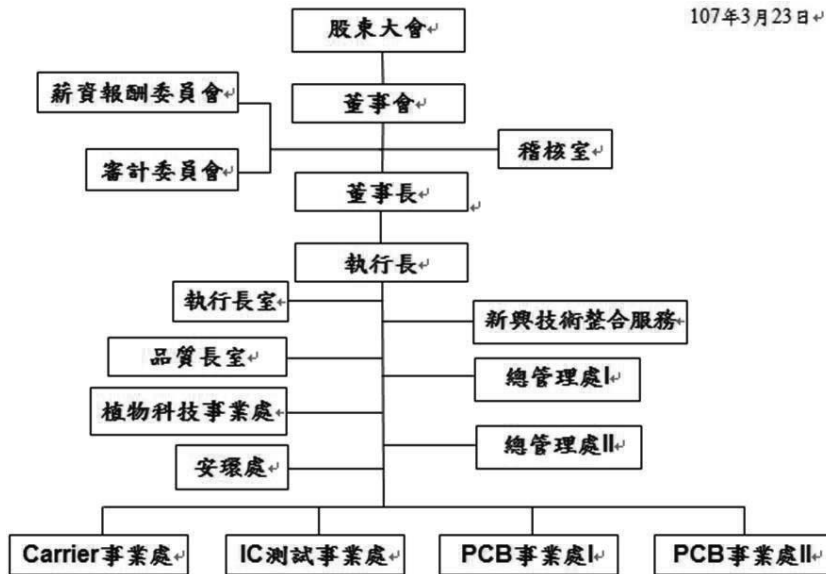 107年3月23日
股東大會
薪資報酬委員會
董事會
稽核室
審計委員會
董事長
執行長
執行長室
新興技術整合服務
品質長室
總管理處I
植物科技事業處
總管理處II
安環處
Carrier事業處
IC測試事業處
PCB事業處I
PCB事業處II